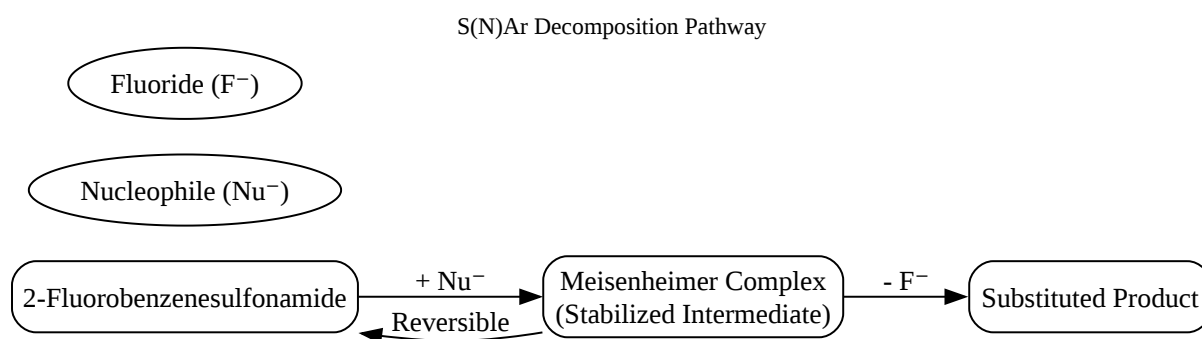 S(N)Ar Decomposition Pathway
Fluoride (F⁻)
Nucleophile (Nu⁻)
2-Fluorobenzenesulfonamide
+ Nu⁻
Reversible
Meisenheimer Complex
(Stabilized Intermediate)
- F⁻
Substituted Product